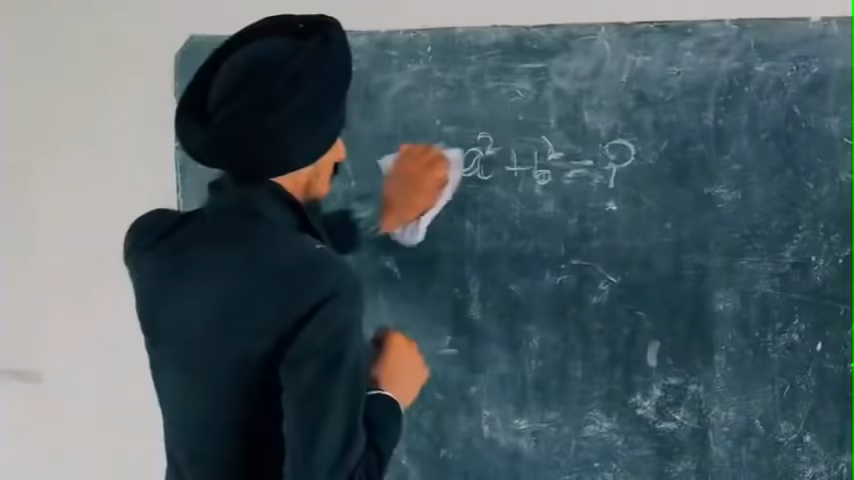 a² + b² = ?